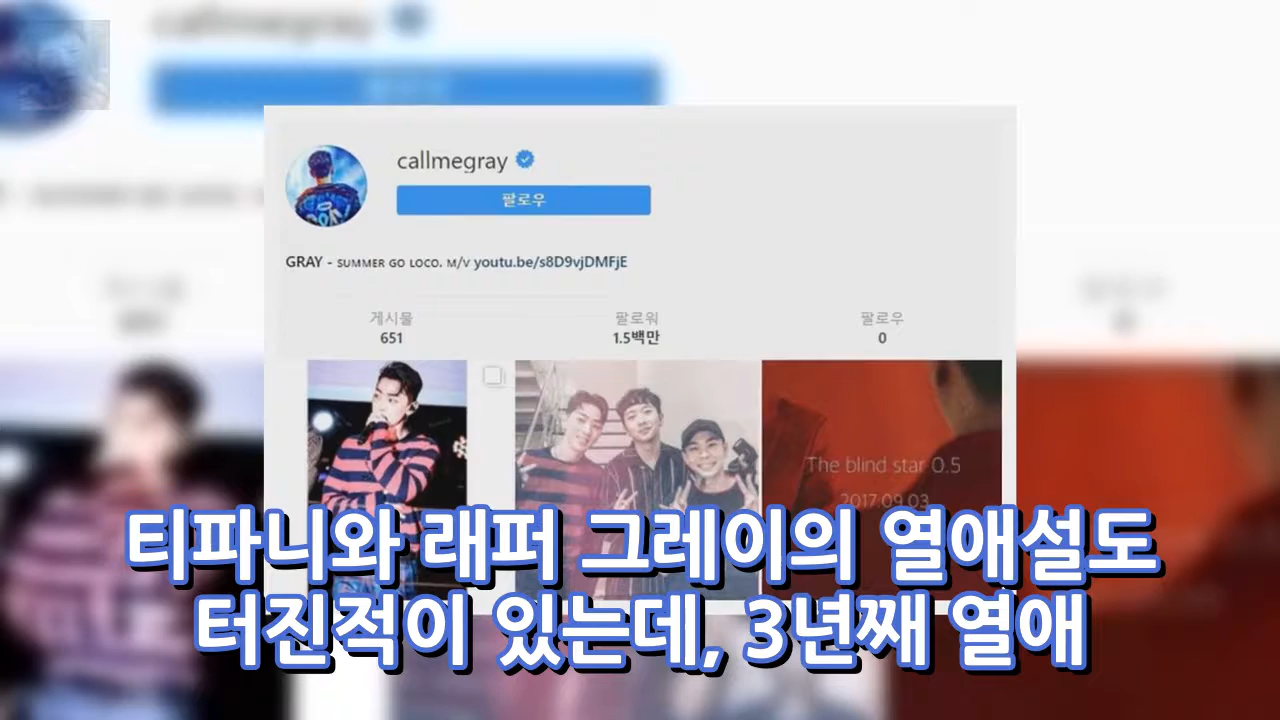 callmegray
팔로우
GRAY - SUMMER GO LOCO. M/V youtu.be/s8D9vjDMFjE
게시물 팔로워 팔로우
651 1.5백만 0
The blind star 0.5
2017.09.03
티파니와 래퍼 그레이의 열애설도
터진적이 있는데, 3년째 열애